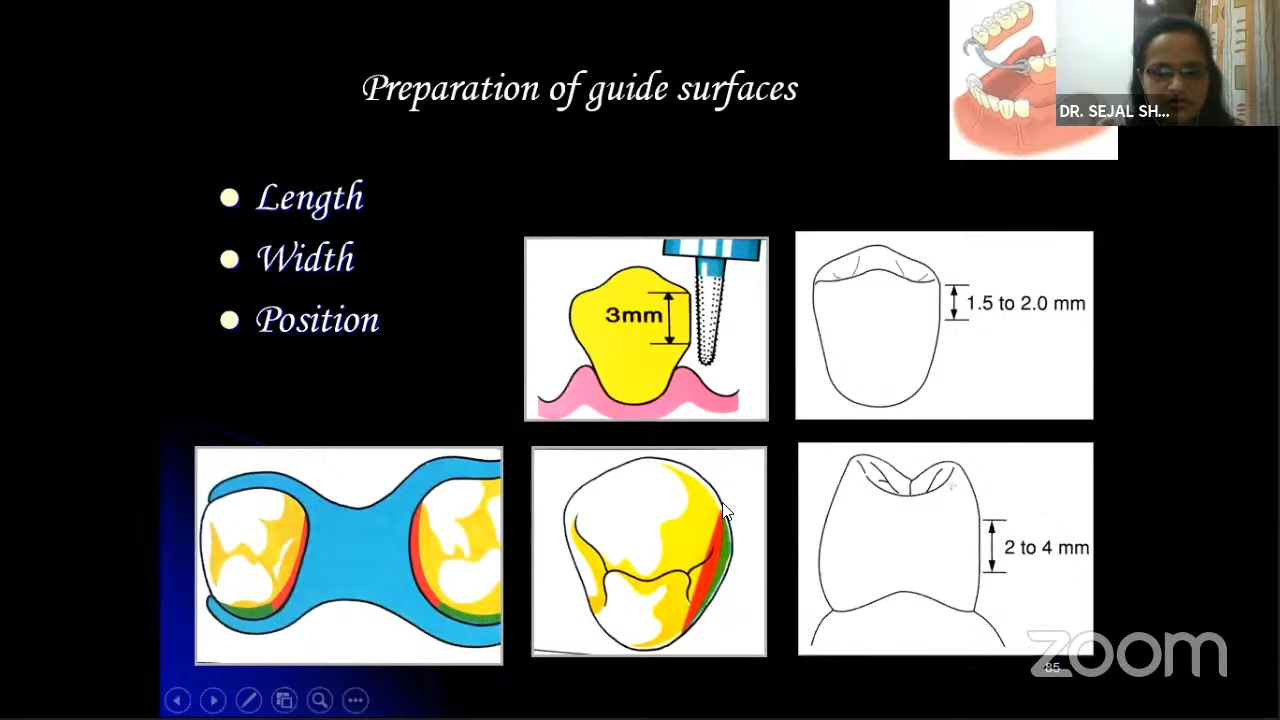 Preparation of guide surfaces
DR. SEJAL SH...
Length
Width
Position
3mm
1.5 to 2.0 mm
2 to 4 mm
zoom
85